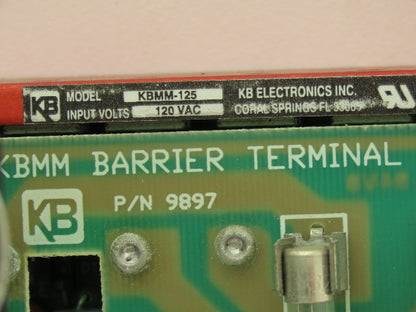 KB MODEL KBMM-125 KB ELECTRONICS INC.
INPUT VOLTS 120 VAC CORAL SPRINGS FL
KBMM BARRIER TERMINAL
KB P/N 9897